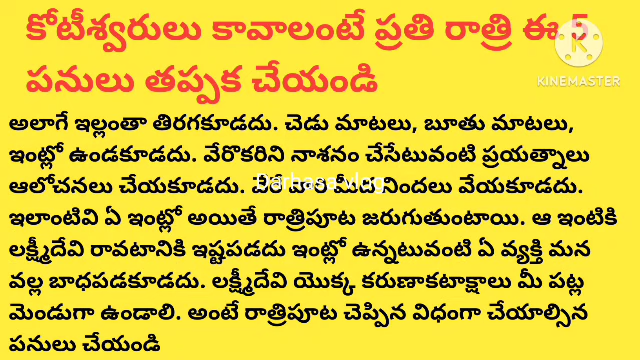 కోటీశ్వరులు కావాలంటే ప్రతి రాత్రి ఈ 5
KINEMASTER
పనులు తప్పక చేయండి
అలాగే ఇల్లంతా తిరగకూడదు. చెడు మాటలు, బూతు మాటలు,
ఇంట్లో ఉండకూడదు. వేరొకరిని నాశనం చేసేటువంటి ప్రయత్నాలు
ఆలోచనలు చేయకూడదు. మీద నిందలు వేయకూడదు.
Darhasa vlog
ఇలాంటివి ఏ ఇంట్లో అయితే రాత్రిపూట జరుగుతుంటాయి. ఆ ఇంటికి
లక్ష్మీదేవి రావటానికి ఇష్టపడదు ఇంట్లో ఉన్నటువంటి ఏ వ్యక్తి మన
వల్ల బాధపడకూడదు. లక్ష్మీదేవి యొక్క కరుణాకటాక్షాలు మీ పట్ల
మెండుగా ఉండాలి. అంటే రాత్రిపూట చెప్పిన విధంగా చేయాల్సిన
పనులు చేయండి